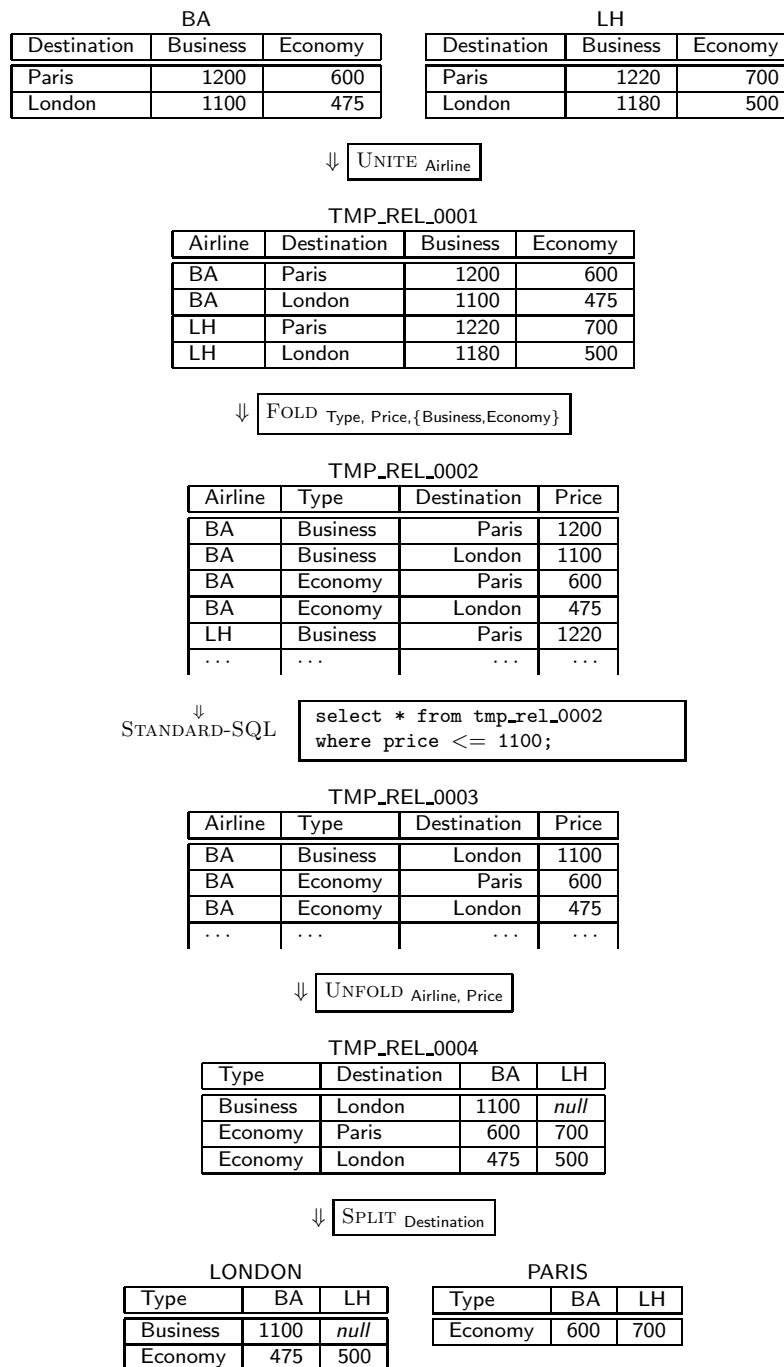 BA LH
Destination Business Economy Destination Business Economy
Paris 1200 600 Paris 1220 700
London 1100 475 London 1180 500
⇓ UNITE Airline
TMP_REL_0001
Airline Destination Business Economy
BA Paris 1200 600
BA London 1100 475
LH Paris 1220 700
LH London 1180 500
⇓ FOLD Type, Price,{Business,Economy}
TMP_REL_0002
Airline Type Destination Price
BA Business Paris 1200
BA Business London 1100
BA Economy Paris 600
BA Economy London 475
LH Business Paris 1220
. . . . . . . . . . . .
⇓
STANDARD-SQL
select * from tmp_rel_0002
where price <= 1100;
TMP_REL_0003
Airline Type Destination Price
BA Business London 1100
BA Economy Paris 600
BA Economy London 475
. . . . . . . . . . . .
⇓ UNFOLD Airline, Price
TMP_REL_0004
Type Destination BA LH
Business London 1100 null
Economy Paris 600 700
Economy London 475 500
⇓ SPLIT Destination
LONDON PARIS
Type BA LH Type BA LH
Business 1100 null Economy 600 700
Economy 475 500